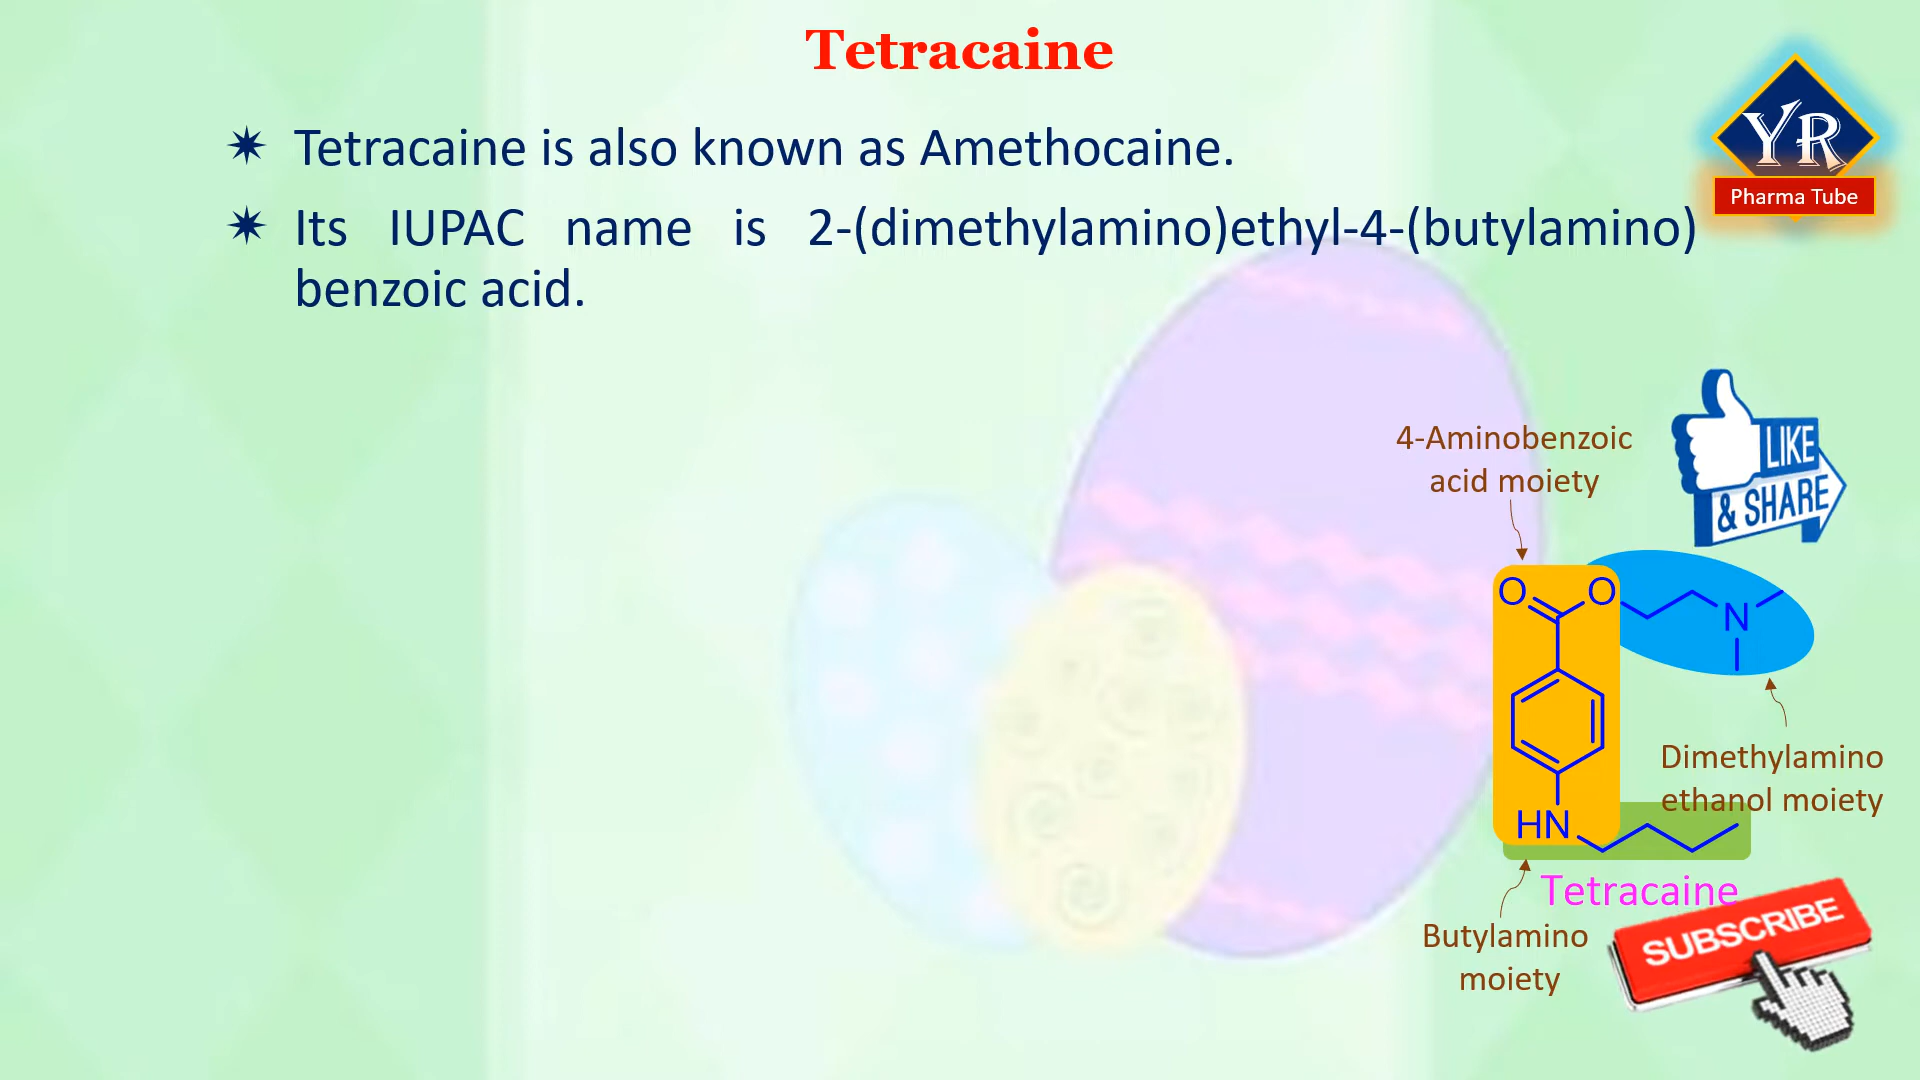 Tetracaine
YR
Pharma Tube
✷ Tetracaine is also known as Amethocaine.
✷ Its IUPAC name is 2-(dimethylamino)ethyl-4-(butylamino)
benzoic acid.
LIKE
& SHARE
4-Aminobenzoic
acid moiety
O O
N
HN
Dimethylamino
ethanol moiety
Tetracaine
Butylamino
moiety
SUBSCRIBE